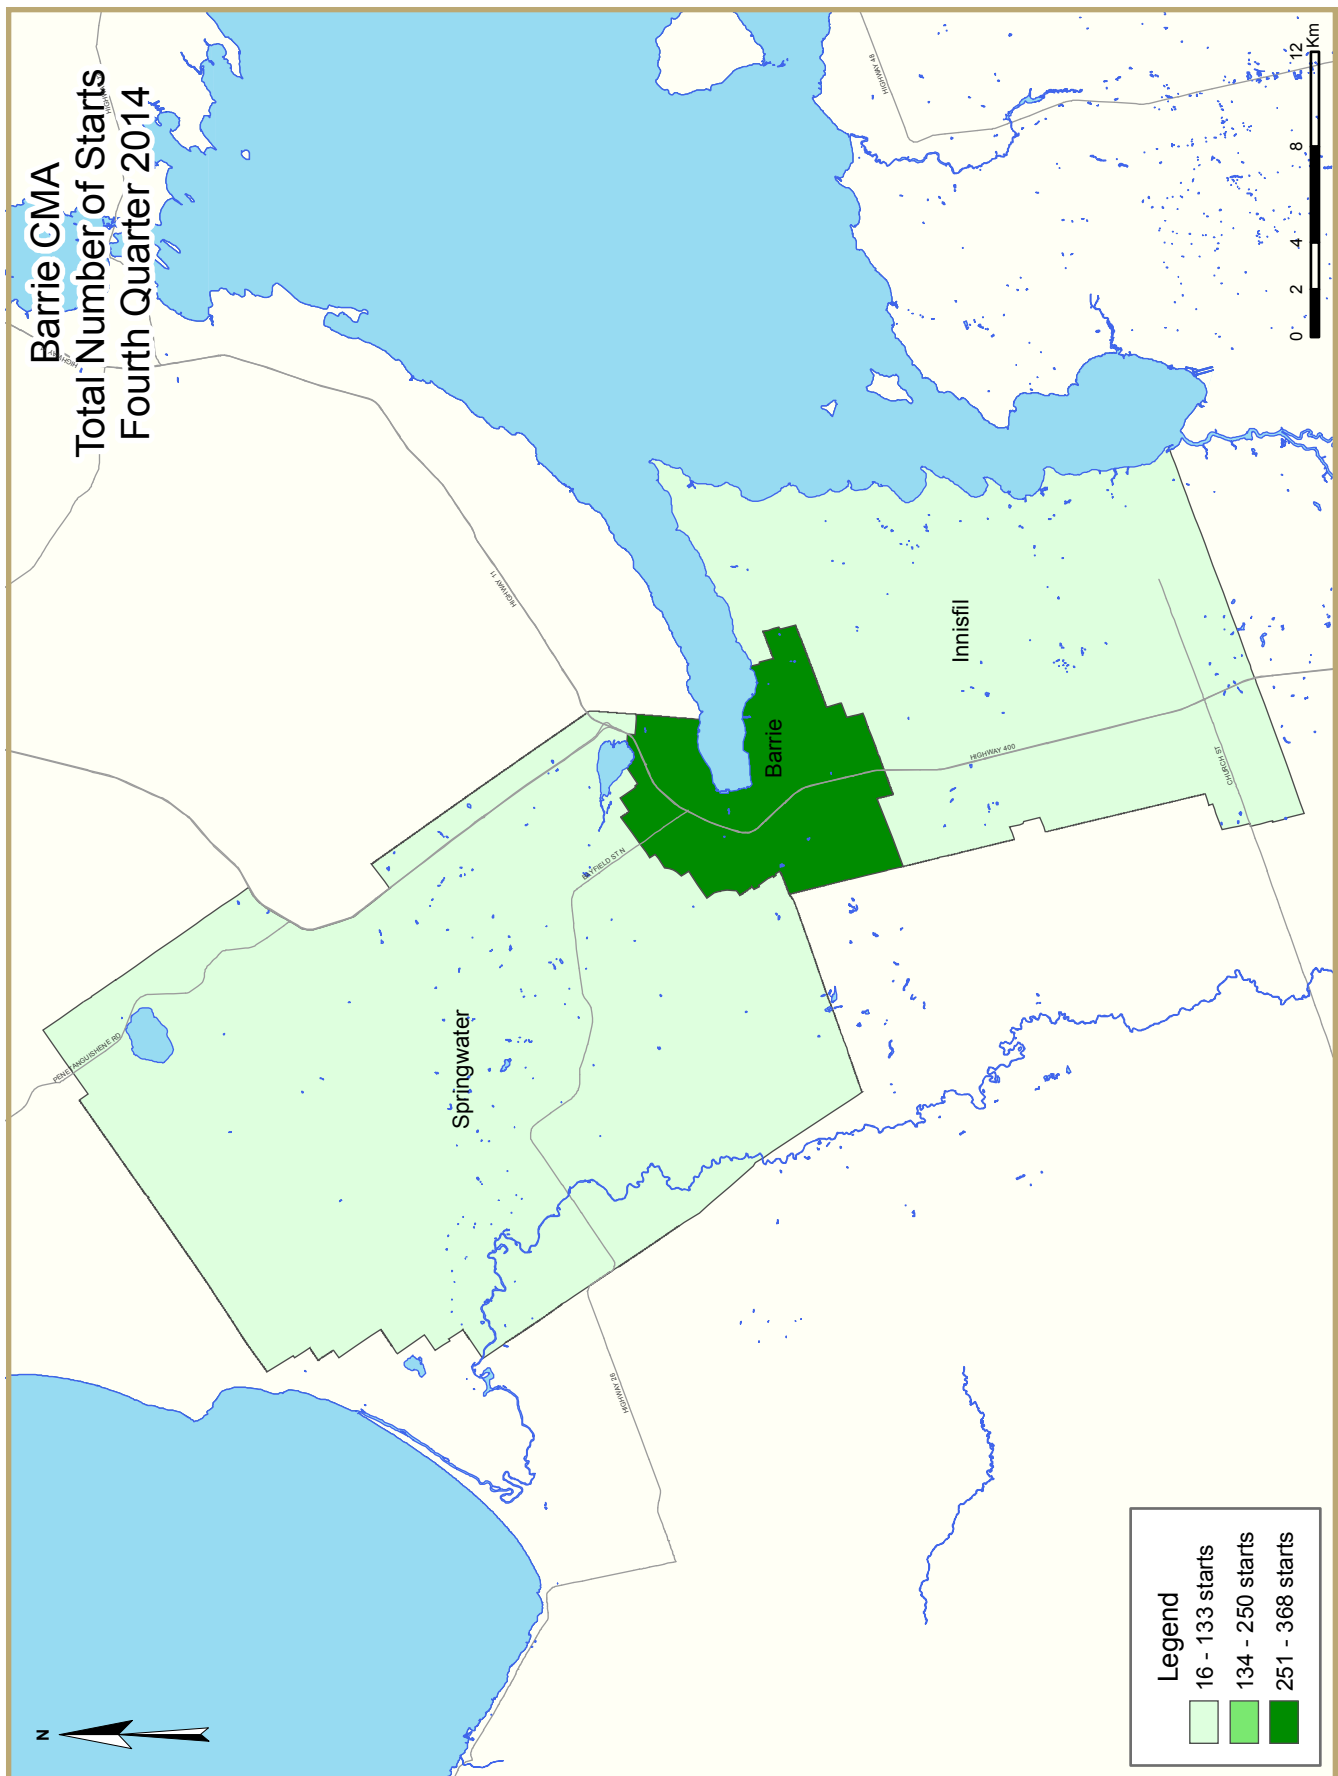 Barrie CMA
Total Number of Starts
Fourth Quarter 2014
N
HIGHWAY
PENETANGUISHENE RD
HIGHWAY 11
HIGHWAY 48
Springwater
BAYFIELD ST N
HIGHWAY 26
Barrie
Innisfil
HIGHWAY 400
CHURCH ST
Legend
16 - 133 starts
134 - 250 starts
251 - 368 starts
0 2 4 8 12
Km